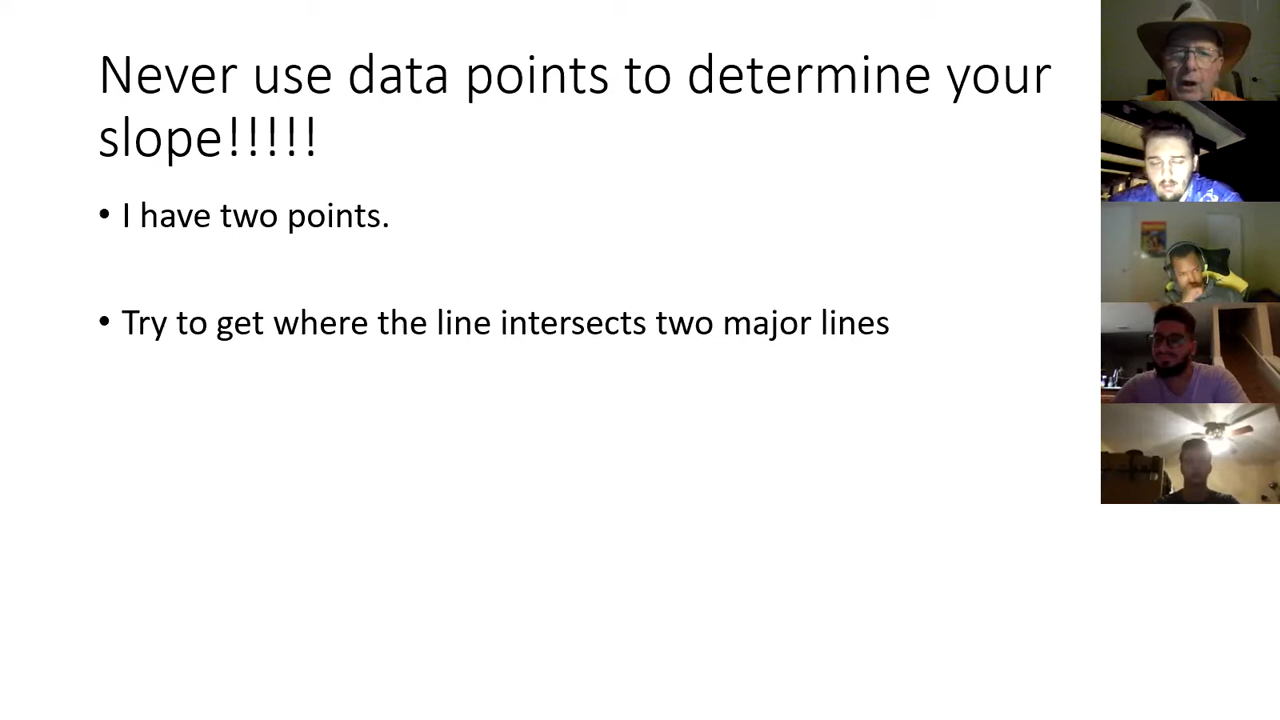 Never use data points to determine your
slope!!!!!
• I have two points.
• Try to get where the line intersects two major lines